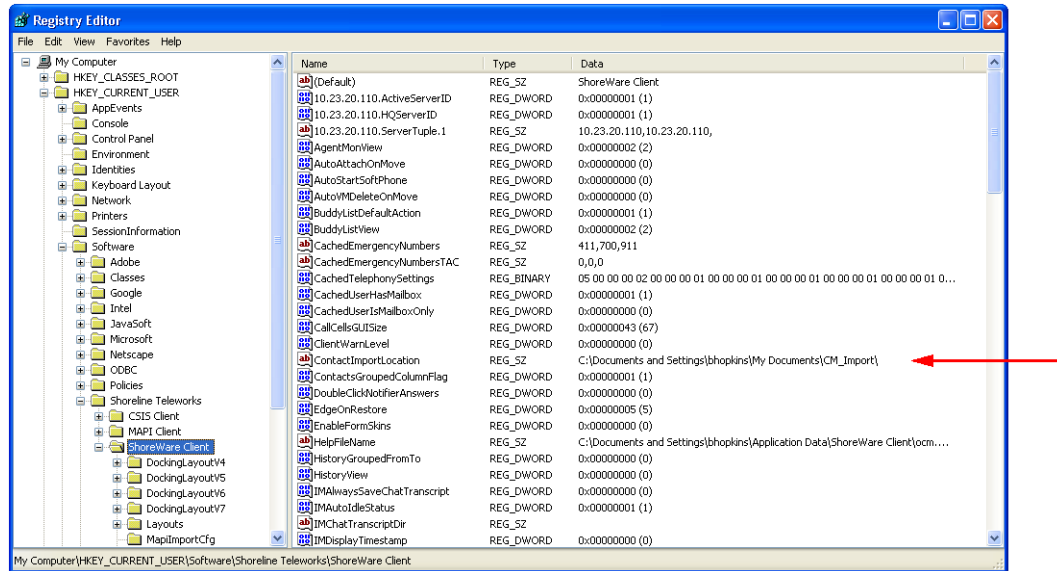 Registry Editor
File Edit View Favorites Help
My Computer
HKEY_CLASSES_ROOT
HKEY_CURRENT_USER
AppEvents
Console
Control Panel
Environment
Identities
Keyboard Layout
Network
Printers
SessionInformation
Software
Adobe
Classes
Google
Intel
JavaSoft
Microsoft
Netscape
ODBC
Policies
Shoreline Teleworks
CSIS Client
MAPI Client
ShoreWare Client
DockingLayoutV4
DockingLayoutV5
DockingLayoutV6
DockingLayoutV7
Layouts
MapiImportCfg
Name Type Data
(Default) REG_SZ ShoreWare Client
10.23.20.110.ActiveServerID REG_DWORD 0x00000001 (1)
10.23.20.110.HQServerID REG_DWORD 0x00000001 (1)
10.23.20.110.ServerTuple.1 REG_SZ 10.23.20.110,10.23.20.110,
AgentMonView REG_DWORD 0x00000002 (2)
AutoAttachOnMove REG_DWORD 0x00000000 (0)
AutoStartSoftPhone REG_DWORD 0x00000000 (0)
AutoVMDeleteOnMove REG_DWORD 0x00000000 (0)
BuddyListDefaultAction REG_DWORD 0x00000001 (1)
BuddyListView REG_DWORD 0x00000002 (2)
CachedEmergencyNumbers REG_SZ 411,700,911
CachedEmergencyNumbersTAC REG_SZ 0,0,0
CachedTelephonySettings REG_BINARY 05 00 00 00 02 00 00 00 01 00 00 00 01 00 00 00 01 00 00 00 01 00 00 00 01 0...
CachedUserHasMailbox REG_DWORD 0x00000001 (1)
CachedUserIsMailboxOnly REG_DWORD 0x00000000 (0)
CallCellsGUISize REG_DWORD 0x00000043 (67)
ClientWarnLevel REG_DWORD 0x00000000 (0)
ContactImportLocation REG_SZ C:\Documents and Settings\bhopkins\My Documents\CM_Import\
ContactsGroupedColumnFlag REG_DWORD 0x00000001 (1)
DoubleClickNotifierAnswers REG_DWORD 0x00000000 (0)
EdgeOnRestore REG_DWORD 0x00000005 (5)
EnableFormSkins REG_DWORD 0x00000000 (0)
HelpFileName REG_SZ C:\Documents and Settings\bhopkins\Application Data\ShoreWare Client\ocm....
HistoryGroupedFromTo REG_DWORD 0x00000000 (0)
HistoryView REG_DWORD 0x00000000 (0)
IMAlwaysSaveChatTranscript REG_DWORD 0x00000000 (0)
IMAutoIdleStatus REG_DWORD 0x00000001 (1)
IMChatTranscriptDir REG_SZ
IMDisplayTimestamp REG_DWORD 0x00000000 (0)
My Computer\HKEY_CURRENT_USER\Software\Shoreline Teleworks\ShoreWare Client